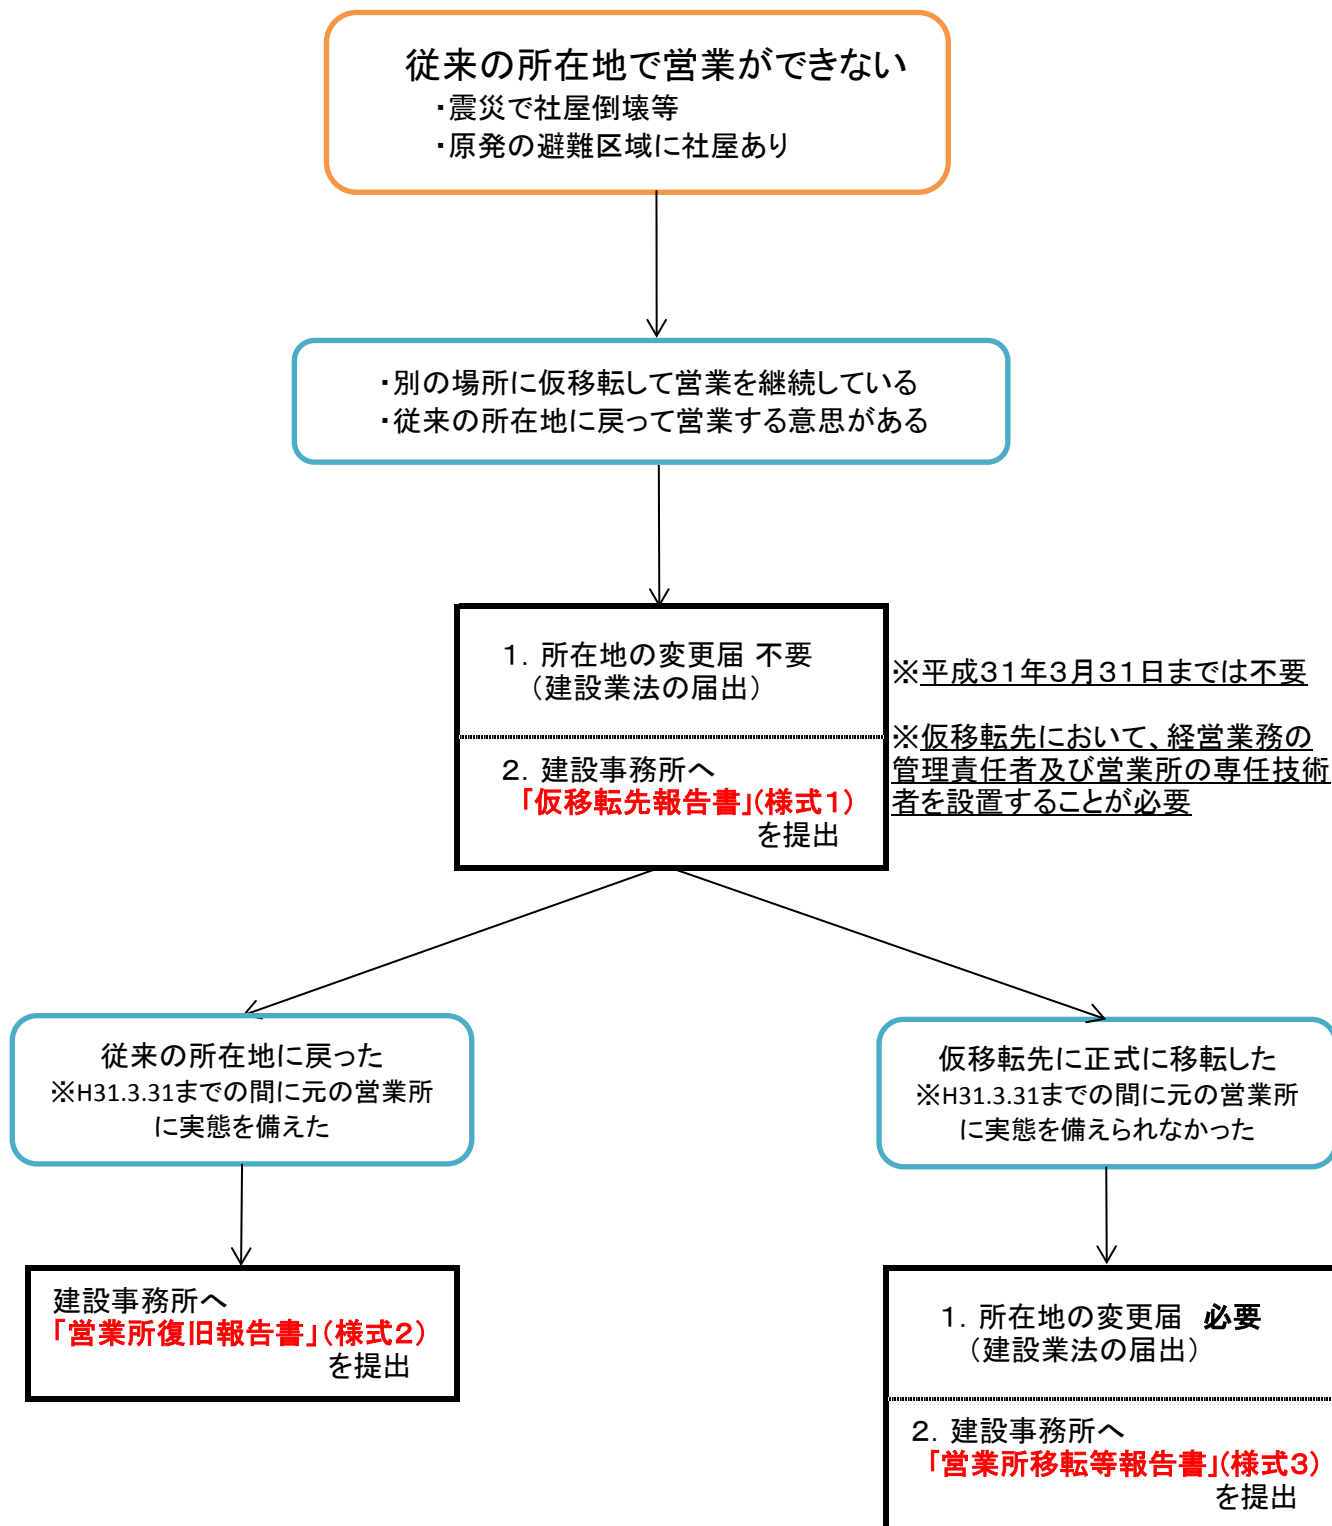 従来の所在地で営業ができない
・震災で社屋倒壊等
・原発の避難区域に社屋あり
・別の場所に仮移転して営業を継続している
・従来の所在地に戻って営業する意思がある
1. 所在地の変更届 不要
（建設業法の届出）
※平成31年3月31日までは不要
2. 建設事務所へ
「仮移転先報告書」(様式1)
を提出
※仮移転先において、経営業務の
管理責任者及び営業所の専任技術
者を設置することが必要
従来の所在地に戻った
※H31.3.31までの間に元の営業所
に実態を備えた
仮移転先に正式に移転した
※H31.3.31までの間に元の営業所
に実態を備えられなかった
建設事務所へ
「営業所復旧報告書」(様式2)
を提出
1. 所在地の変更届 必要
（建設業法の届出）
2. 建設事務所へ
「営業所移転等報告書」(様式3)
を提出